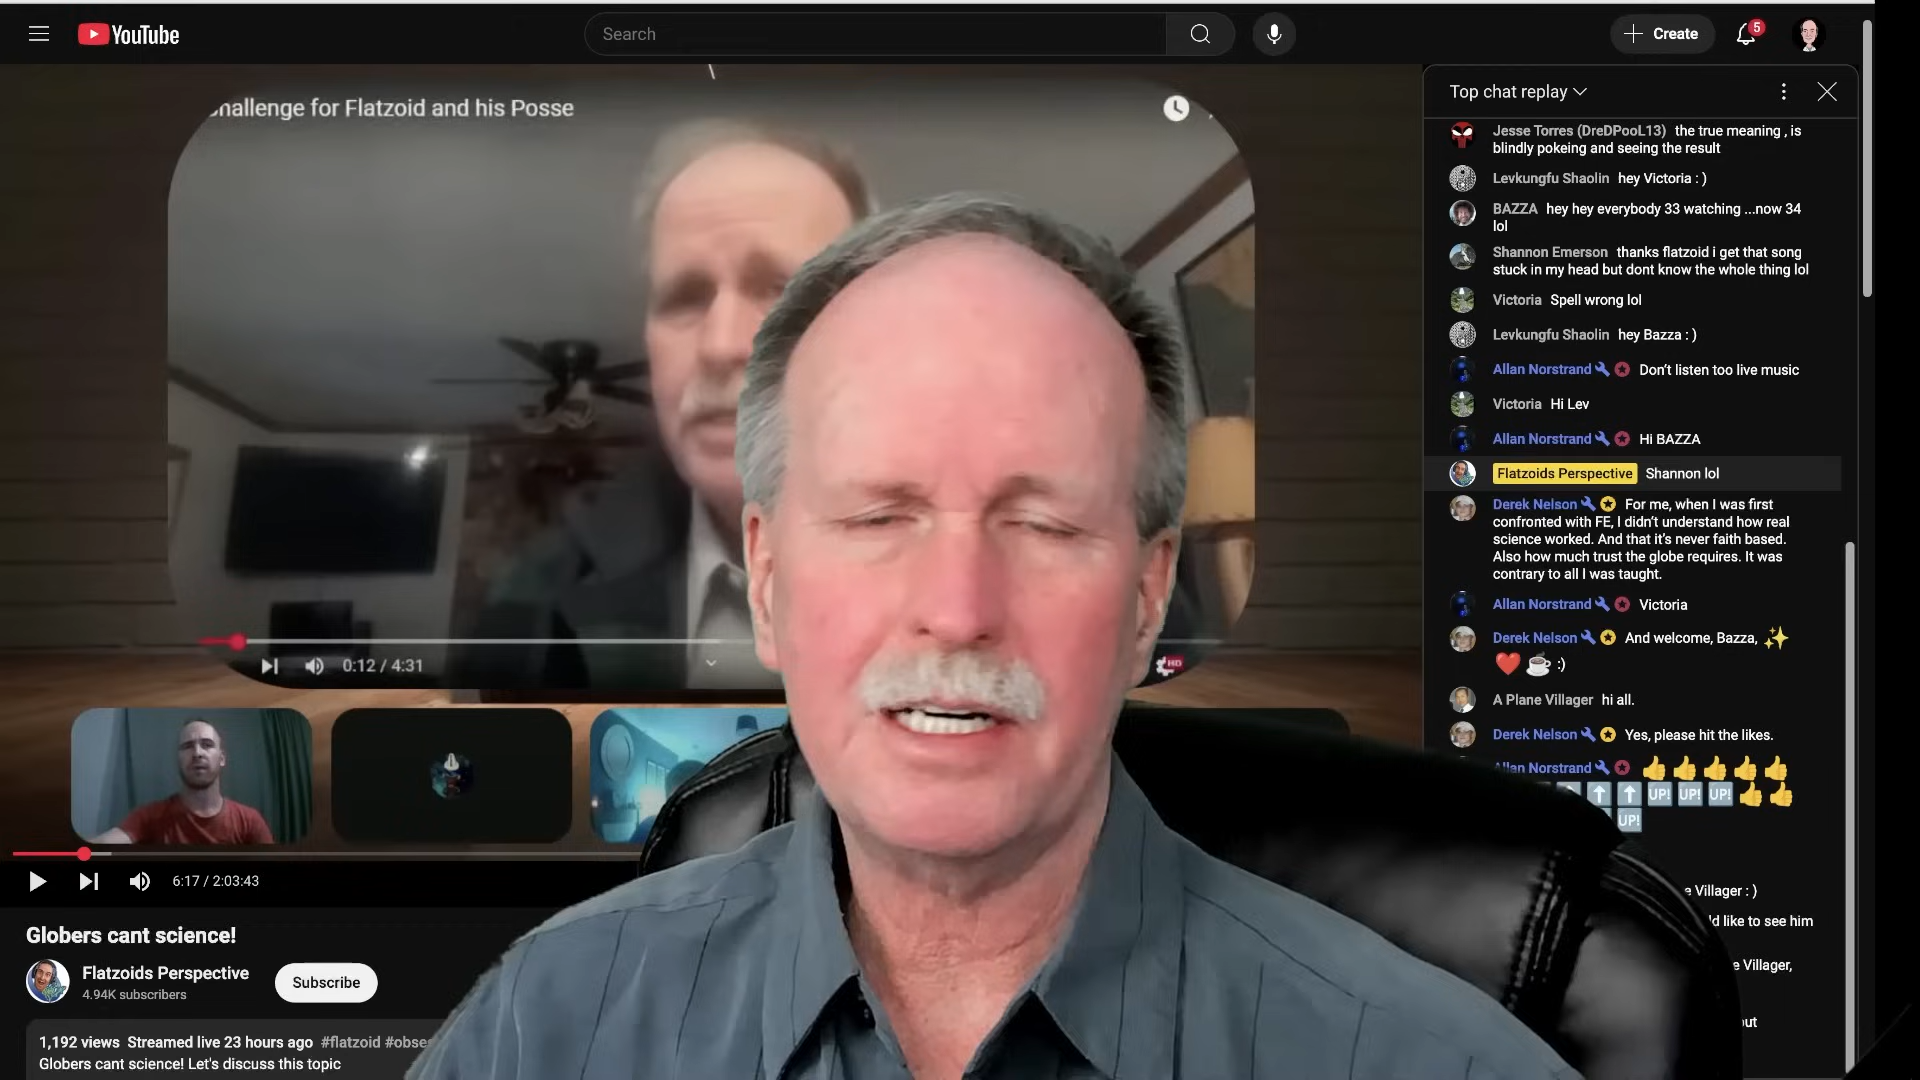 YouTube
Search
Create
5
hallenge for Flatzoid and his Posse
0:12 / 4:31
HD
6:17 / 2:03:43
Globers cant science!
Flatzoids Perspective
4.94K subscribers
Subscribe
1,192 views Streamed live 23 hours ago #flatzoid #obse
Globers cant science! Let's discuss this topic
Top chat replay
Jesse Torres (DreDPooL13) the true meaning , is
blindly pokeing and seeing the result
Levkungfu Shaolin hey Victoria : )
BAZZA hey hey everybody 33 watching ...now 34
lol
Shannon Emerson thanks flatzoid i get that song
stuck in my head but dont know the whole thing lol
Victoria Spell wrong lol
Levkungfu Shaolin hey Bazza : )
Allan Norstrand Don't listen too live music
Victoria Hi Lev
Allan Norstrand Hi BAZZA
Flatzoids Perspective Shannon lol
Derek Nelson For me, when I was first
confronted with FE, I didn't understand how real
science worked. And that it's never faith based.
Also how much trust the globe requires. It was
contrary to all I was taught.
Allan Norstrand Victoria
Derek Nelson And welcome, Bazza, ✨
❤️ ☕ :)
A Plane Villager hi all.
Derek Nelson Yes, please hit the likes.
Allan Norstrand 👍👍👍👍👍
⬆️ ⬆️ UP! UP! UP! 👍👍
UP!
e Villager : )
ld like to see him
e Villager,
out